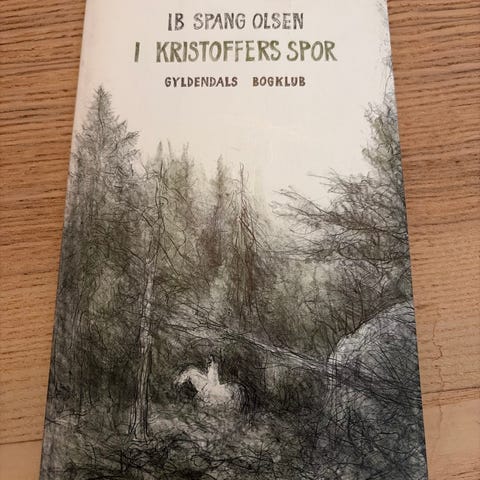 IB SPANG OLSEN
I KRISTOFFERS SPOR
GYLDENDALS BOGKLUB